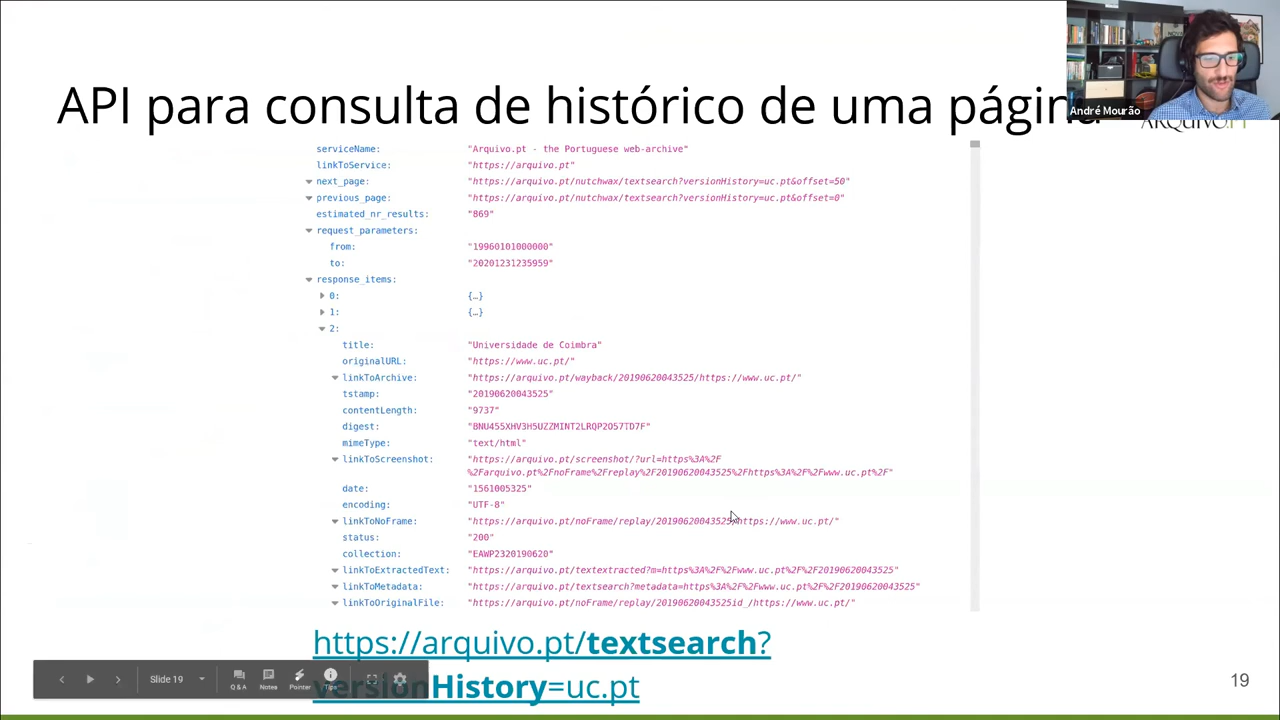 API para consulta de histórico de uma página
André Mourão
ARQUIVO.PT
serviceName: "Arquivo.pt - the Portuguese web-archive"
linkToService: "https://arquivo.pt"
next_page: "https://arquivo.pt/nutchwax/textsearch?versionHistory=uc.pt&offset=50"
previous_page: "https://arquivo.pt/nutchwax/textsearch?versionHistory=uc.pt&offset=0"
estimated_nr_results: "869"
request_parameters:
from: "19960101000000"
to: "20201231235959"
response_items:
0: {…}
1: {…}
2:
title: "Universidade de Coimbra"
originalURL: "https://www.uc.pt/"
linkToArchive: "https://arquivo.pt/wayback/20190620043525/https://www.uc.pt/"
tstamp: "20190620043525"
contentLength: "9737"
digest: "BNU455XHV3H5UZZMINT2LRQP2O57TD7F"
mimeType: "text/html"
linkToScreenshot: "https://arquivo.pt/screenshot/?url=https%3A%2F
%2Farquivo.pt%2FnoFrame%2Freplay%2F20190620043525%2Fhttps%3A%2F%2Fwww.uc.pt%2F"
date: "1561005325"
encoding: "UTF-8"
linkToNoFrame: "https://arquivo.pt/noFrame/replay/20190620043525/https://www.uc.pt/"
status: "200"
collection: "EAWP2320190620"
linkToExtractedText: "https://arquivo.pt/textextracted?m=https%3A%2F%2Fwww.uc.pt%2F%2F20190620043525"
linkToMetadata: "https://arquivo.pt/textsearch?metadata=https%3A%2F%2Fwww.uc.pt%2F%2F20190620043525"
linkToOriginalFile: "https://arquivo.pt/noFrame/replay/20190620043525id_/https://www.uc.pt/"
https://arquivo.pt/textsearch?
versionHistory=uc.pt
Slide 19
Q & A
Notes
Pointer
Tips
19